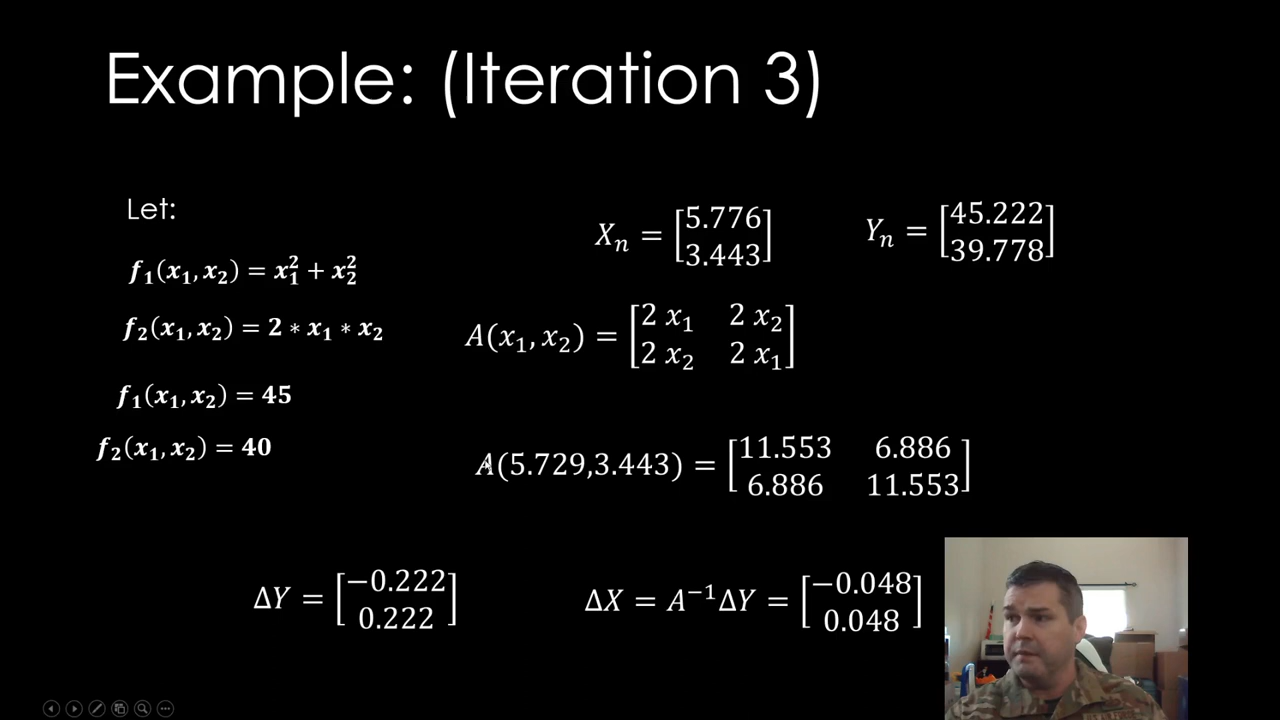 Example: (Iteration 3)
Let:
f₁(x₁, x₂) = x₁² + x₂²
f₂(x₁, x₂) = 2 * x₁ * x₂
f₁(x₁, x₂) = 45
f₂(x₁, x₂) = 40
Xₙ = [5.776
3.443]
Yₙ = [45.222
39.778]
A(x₁, x₂) = [2 x₁ 2 x₂
2 x₂ 2 x₁]
A(5.729,3.443) = [11.553 6.886
6.886 11.553]
ΔY = [−0.222
0.222]
ΔX = A⁻¹ΔY = [−0.048
0.048]